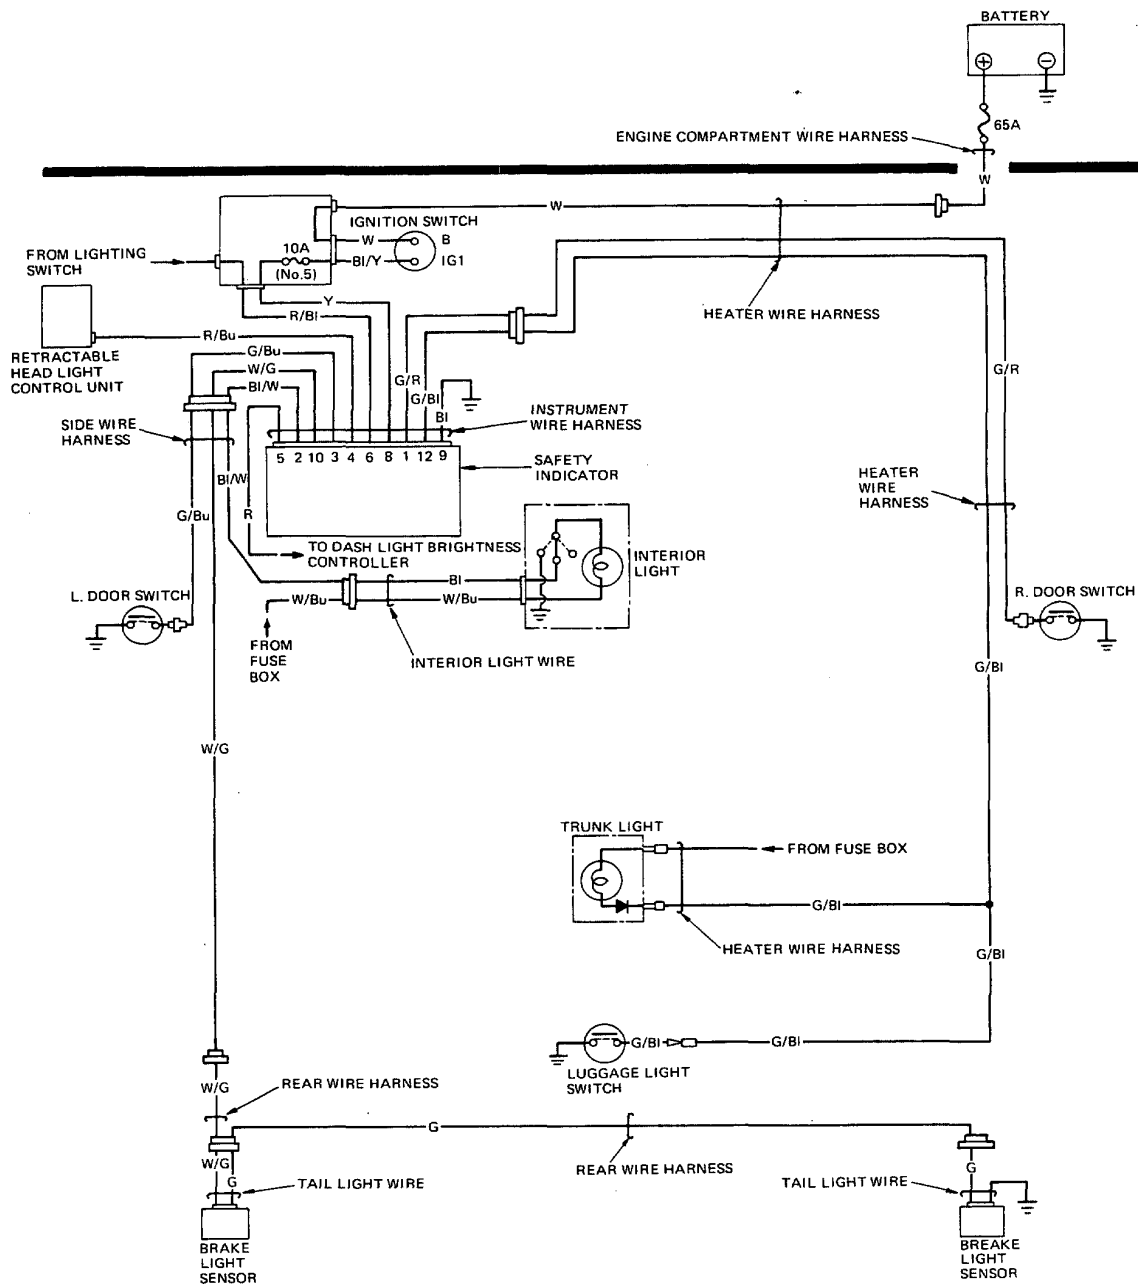 BATTERY
65A
ENGINE COMPARTMENT WIRE HARNESS
W
W
IGNITION SWITCH
10A
W
B
FROM LIGHTING
SWITCH
(No.5)
Bl/Y
IG1
Y
R/Bl
HEATER WIRE HARNESS
R/Bu
RETRACTABLE
HEAD LIGHT
CONTROL UNIT
G/Bu
W/G
Bl/W
G/R
G/R
G/Bl
Bl
INSTRUMENT
WIRE HARNESS
SIDE WIRE
HARNESS
5 2 10 3 4 6 8 1 12 9
SAFETY
INDICATOR
HEATER
WIRE
HARNESS
Bl/W
G/Bu
R
TO DASH LIGHT BRIGHTNESS
CONTROLLER
INTERIOR
LIGHT
Bl
L. DOOR SWITCH
W/Bu
W/Bu
R. DOOR SWITCH
FROM
FUSE
BOX
INTERIOR LIGHT WIRE
G/Bl
W/G
TRUNK LIGHT
FROM FUSE BOX
G/Bl
HEATER WIRE HARNESS
G/Bl
G/Bl
G/Bl
LUGGAGE LIGHT
SWITCH
W/G
REAR WIRE HARNESS
G
W/G
G
REAR WIRE HARNESS
G
TAIL LIGHT WIRE
TAIL LIGHT WIRE
BRAKE
LIGHT
SENSOR
BREAKE
LIGHT
SENSOR